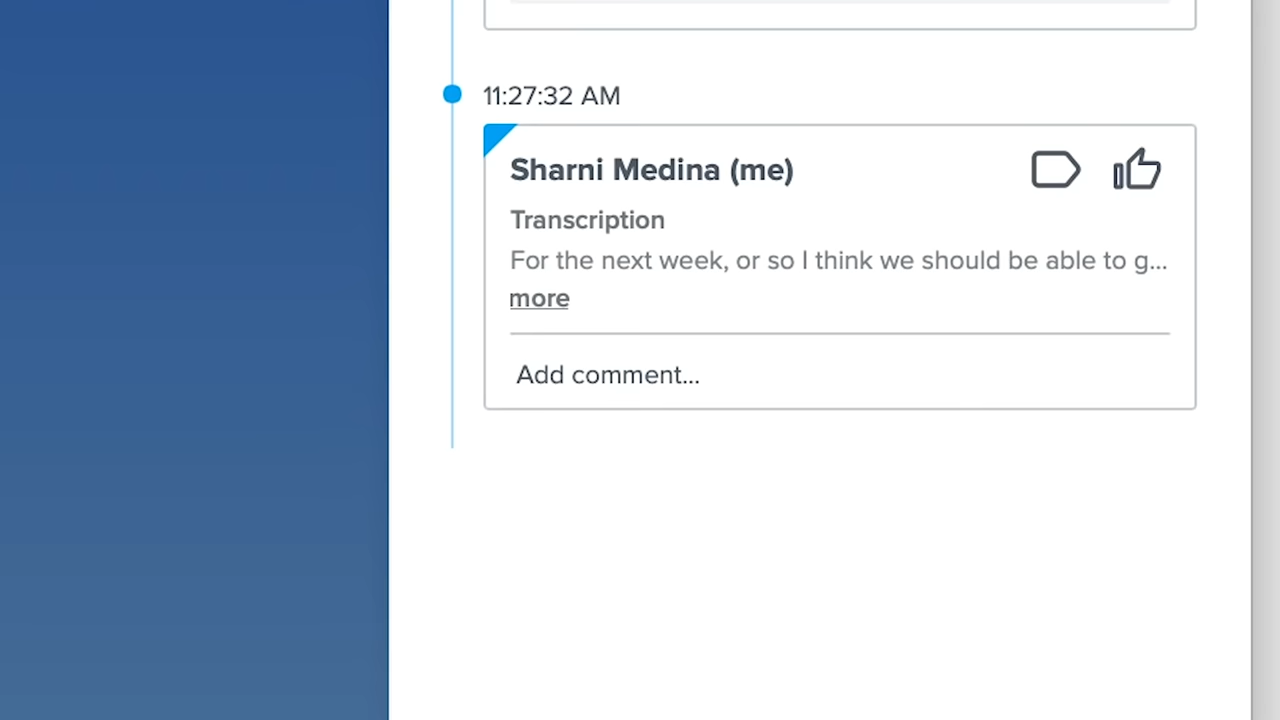 11:27:32 AM
Sharni Medina (me)
Transcription
For the next week, or so I think we should be able to g...
more
Add comment...